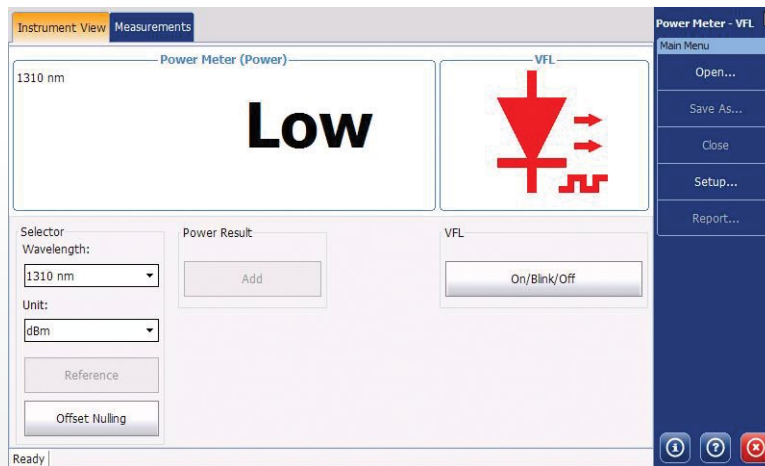 Instrument View
Measurements
Power Meter - VFL
Main Menu
Power Meter (Power)
1310 nm
Low
VFL
Open...
Save As...
Close
Setup...
Report...
Selector
Wavelength:
1310 nm
Unit:
dBm
Reference
Offset Nulling
Power Result
Add
VFL
On/Blink/Off
Ready